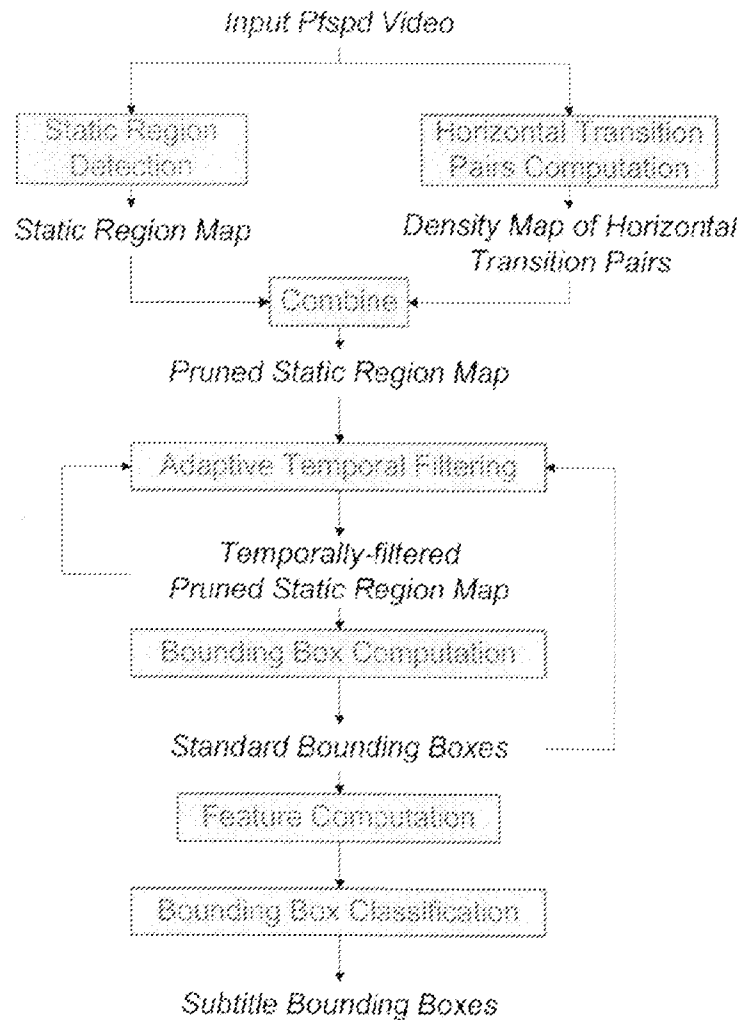 Input Pfspd Video
Static Region
Detection
Horizontal Transition
Pairs Computation
Static Region Map
Density Map of Horizontal
Transition Pairs
Combine
Pruned Static Region Map
Adaptive Temporal Filtering
Temporally-filtered
Pruned Static Region Map
Bounding Box Computation
Standard Bounding Boxes
Feature Computation
Bounding Box Classification
Subtitle Bounding Boxes